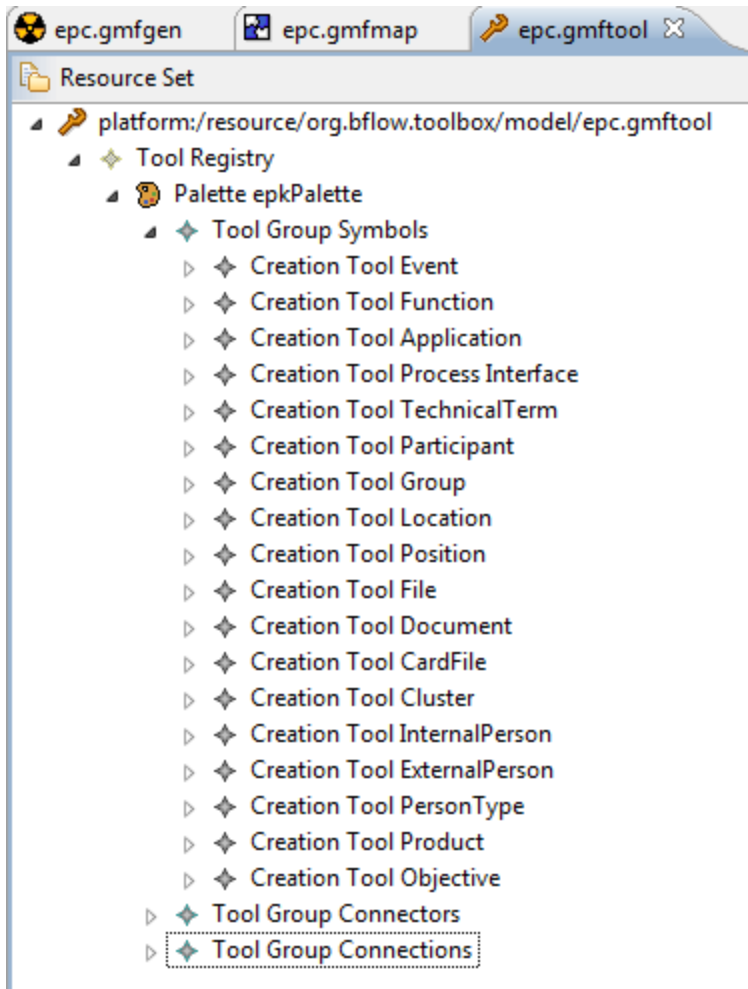 epc.gmfgen epc.gmfmap epc.gmftool
Resource Set
platform:/resource/org.bflow.toolbox/model/epc.gmftool
Tool Registry
Palette epkPalette
Tool Group Symbols
Creation Tool Event
Creation Tool Function
Creation Tool Application
Creation Tool Process Interface
Creation Tool TechnicalTerm
Creation Tool Participant
Creation Tool Group
Creation Tool Location
Creation Tool Position
Creation Tool File
Creation Tool Document
Creation Tool CardFile
Creation Tool Cluster
Creation Tool InternalPerson
Creation Tool ExternalPerson
Creation Tool PersonType
Creation Tool Product
Creation Tool Objective
Tool Group Connectors
Tool Group Connections